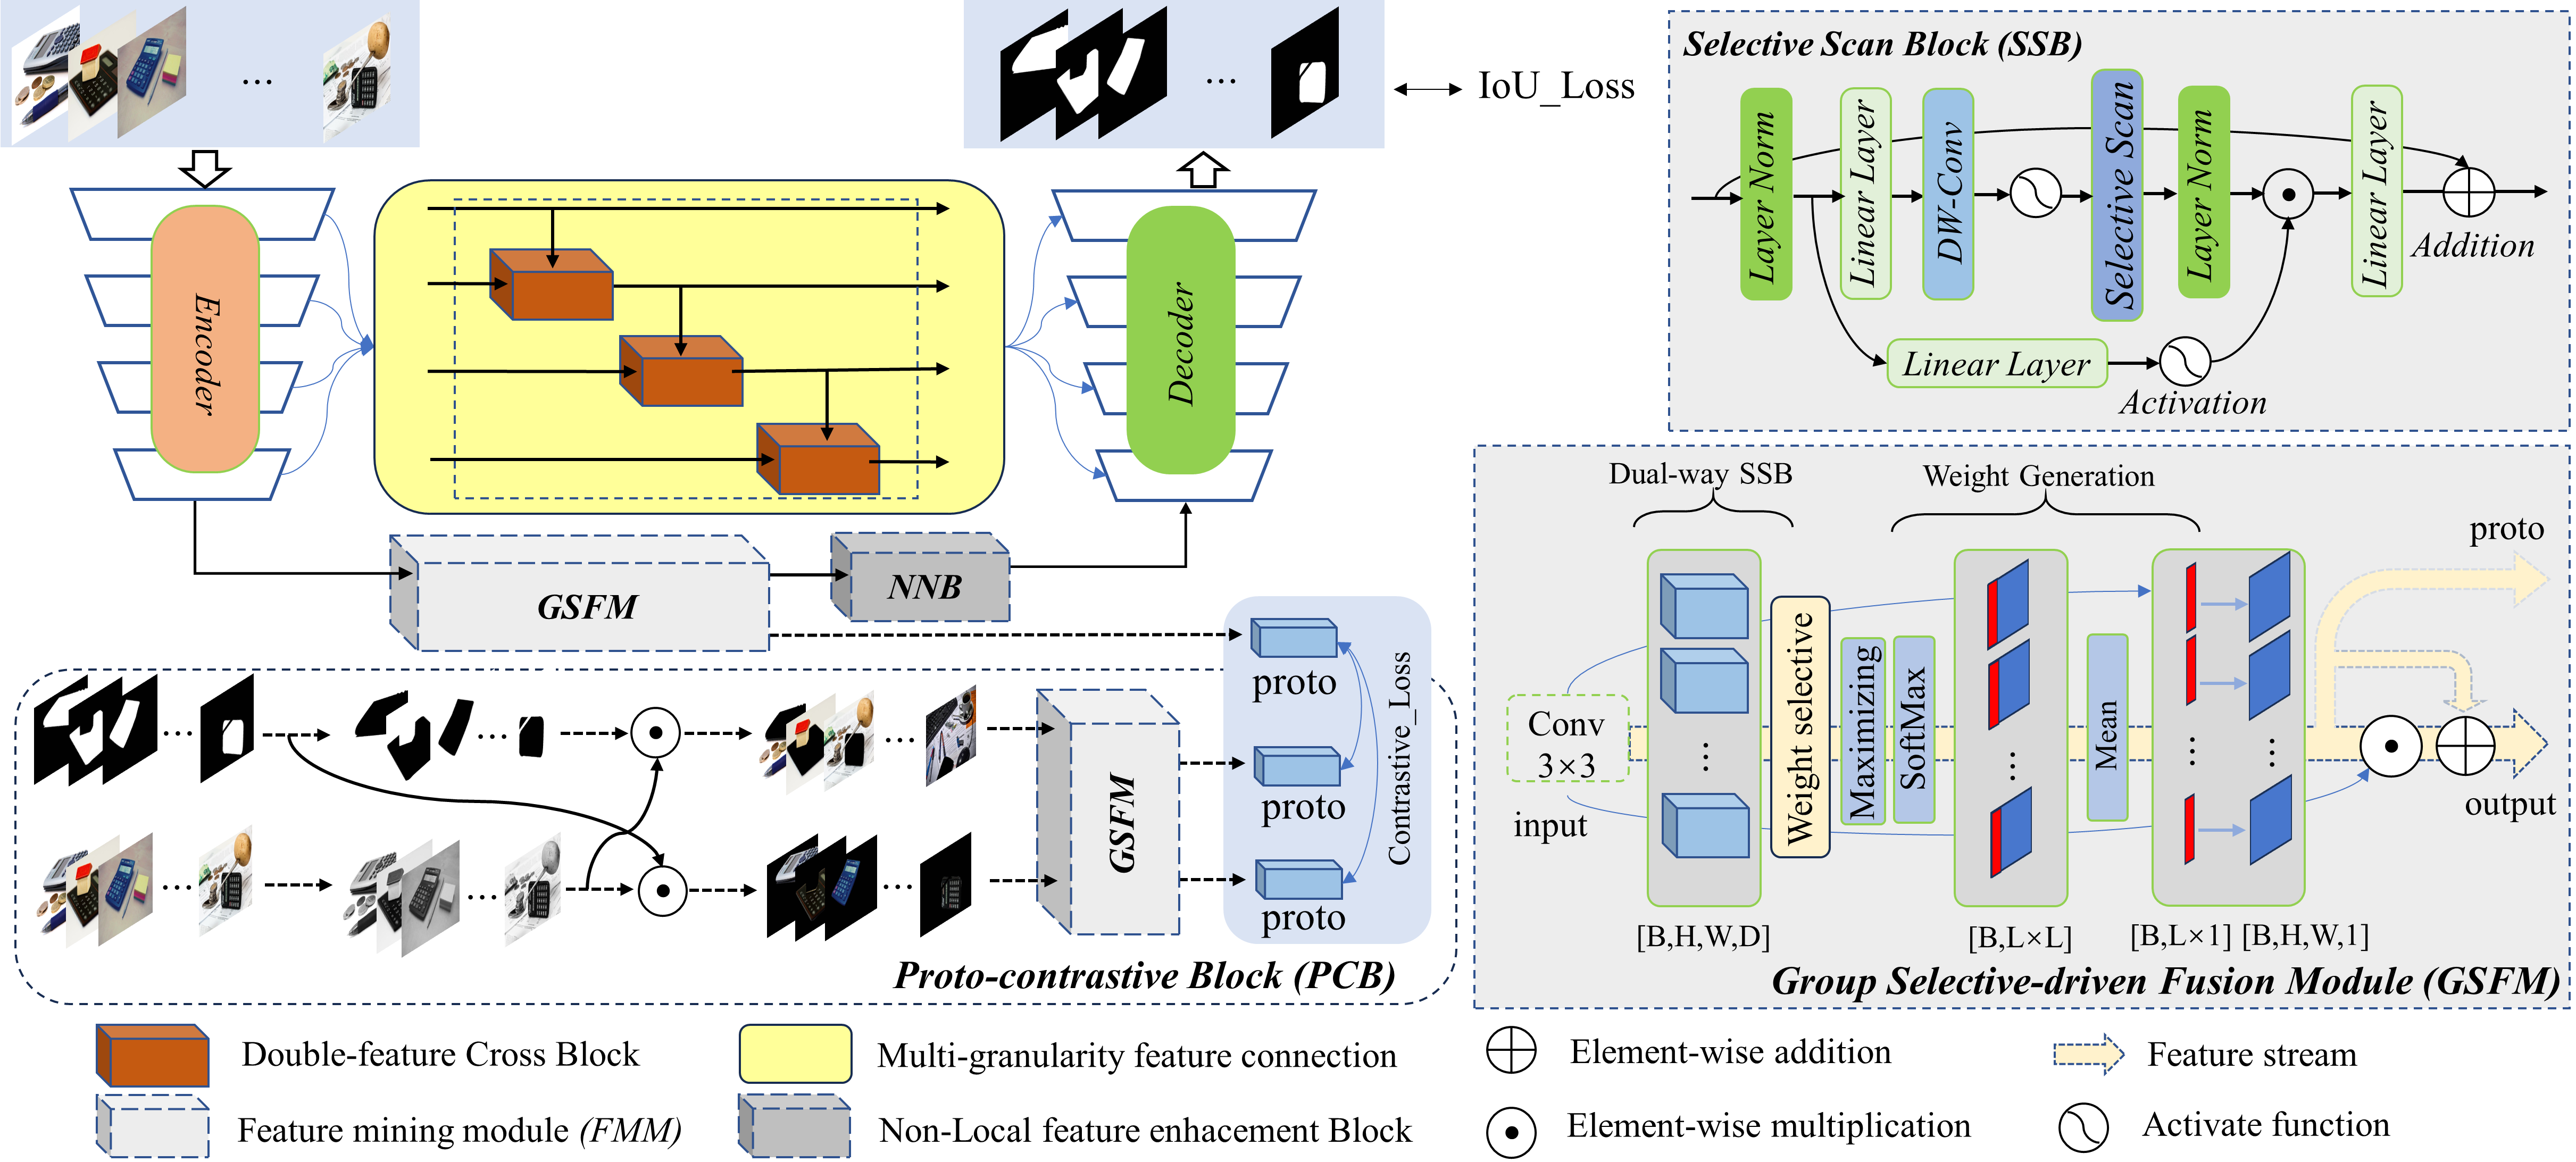 ...
...
IoU_Loss
Encoder
Decoder
GSFM
NNB
proto
proto
proto
Contrastive_Loss
...
...
...
...
...
...
GSFM
Proto-contrastive Block (PCB)
Selective Scan Block (SSB)
Layer Norm
Linear Layer
DW-Conv
Selective Scan
Layer Norm
Linear Layer
Addition
Linear Layer
Activation
Dual-way SSB
Weight Generation
proto
Conv
3×3
input
...
Weight selective
Maximizing
SoftMax
...
Mean
...
...
output
[B,H,W,D]
[B,L×L]
[B,L×1] [B,H,W,1]
Group Selective-driven Fusion Module (GSFM)
Double-feature Cross Block
Multi-granularity feature connection
Element-wise addition
Feature stream
Feature mining module (FMM)
Non-Local feature enhacement Block
Element-wise multiplication
Activate function